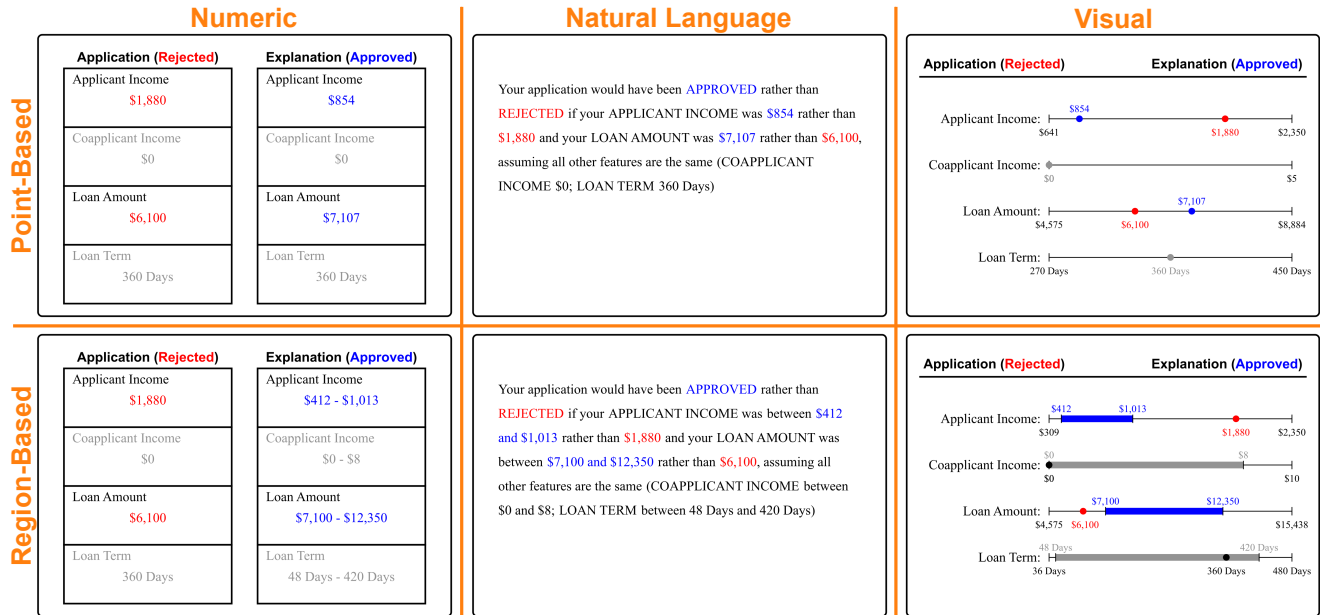 Numeric
Natural Language
Visual
Point-Based
Application (Rejected)
Explanation (Approved)
Applicant Income
$1,880
Applicant Income
$854
Coapplicant Income
$0
Coapplicant Income
$0
Loan Amount
$6,100
Loan Amount
$7,107
Loan Term
360 Days
Loan Term
360 Days
Your application would have been APPROVED rather than
REJECTED if your APPLICANT INCOME was $854 rather than
$1,880 and your LOAN AMOUNT was $7,107 rather than $6,100,
assuming all other features are the same (COAPPLICANT
INCOME $0; LOAN TERM 360 Days)
Application (Rejected)
Explanation (Approved)
$854
Applicant Income:
$641
$1,880
$2,350
Coapplicant Income:
$0
$5
$7,107
Loan Amount:
$4,575
$6,100
$8,884
Loan Term:
270 Days
360 Days
450 Days
Region-Based
Application (Rejected)
Explanation (Approved)
Applicant Income
$1,880
Applicant Income
$412 - $1,013
Coapplicant Income
$0
Coapplicant Income
$0 - $8
Loan Amount
$6,100
Loan Amount
$7,100 - $12,350
Loan Term
360 Days
Loan Term
48 Days - 420 Days
Your application would have been APPROVED rather than
REJECTED if your APPLICANT INCOME was between $412
and $1,013 rather than $1,880 and your LOAN AMOUNT was
between $7,100 and $12,350 rather than $6,100, assuming all
other features are the same (COAPPLICANT INCOME between
$0 and $8; LOAN TERM between 48 Days and 420 Days)
Application (Rejected)
Explanation (Approved)
$412
$1,013
Applicant Income:
$309
$1,880
$2,350
$0
$8
Coapplicant Income:
$0
$10
$7,100
$12,350
Loan Amount:
$4,575
$6,100
$15,438
48 Days
420 Days
Loan Term:
36 Days
360 Days
480 Days